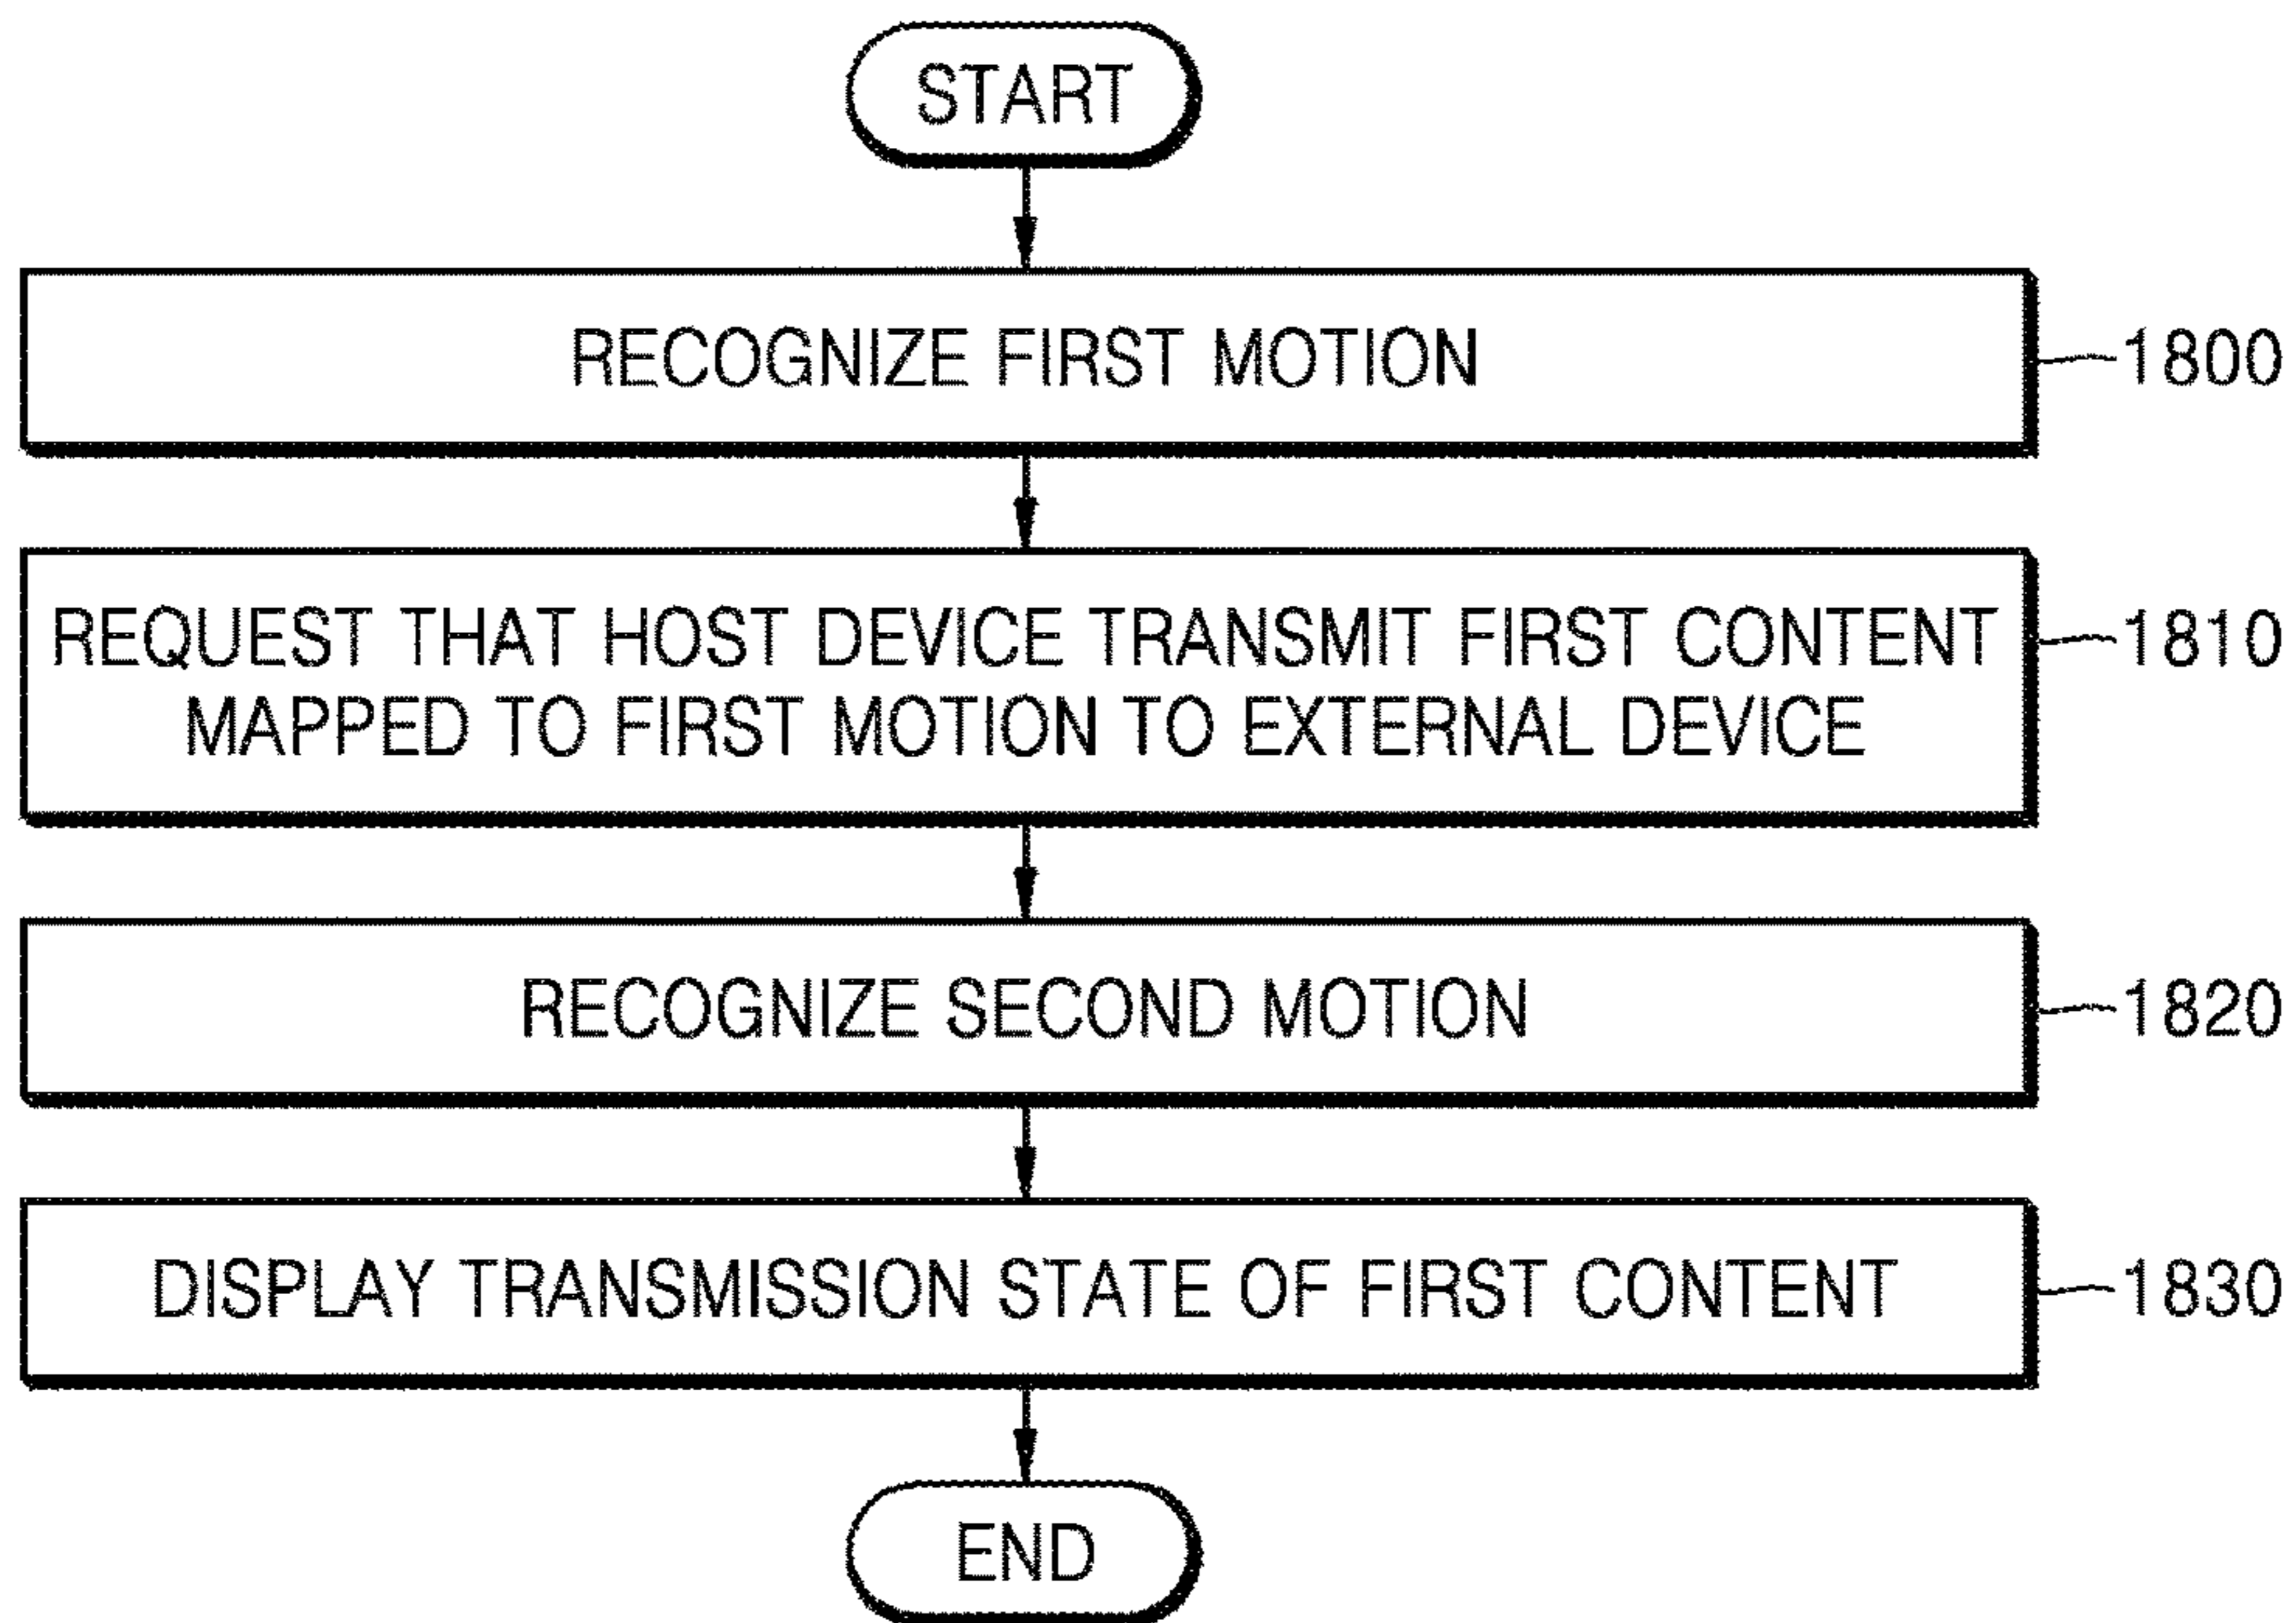 START
RECOGNIZE FIRST MOTION
1800
REQUEST THAT HOST DEVICE TRANSMIT FIRST CONTENT
MAPPED TO FIRST MOTION TO EXTERNAL DEVICE
1810
RECOGNIZE SECOND MOTION
1820
DISPLAY TRANSMISSION STATE OF FIRST CONTENT
1830
END